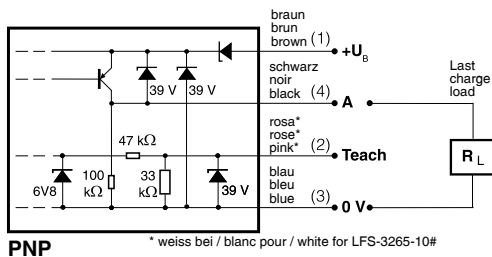 braun
brun
brown (1) +UB
schwarz
noir
black (4) A
Last
charge
load
39 V 39 V
rosa*
rose*
pink* (2) Teach
47 kΩ
RL
6V8
100
kΩ
33
kΩ
39 V
blau
bleu
blue (3) 0 V
PNP
* weiss bei / blanc pour / white for LFS-3265-10#